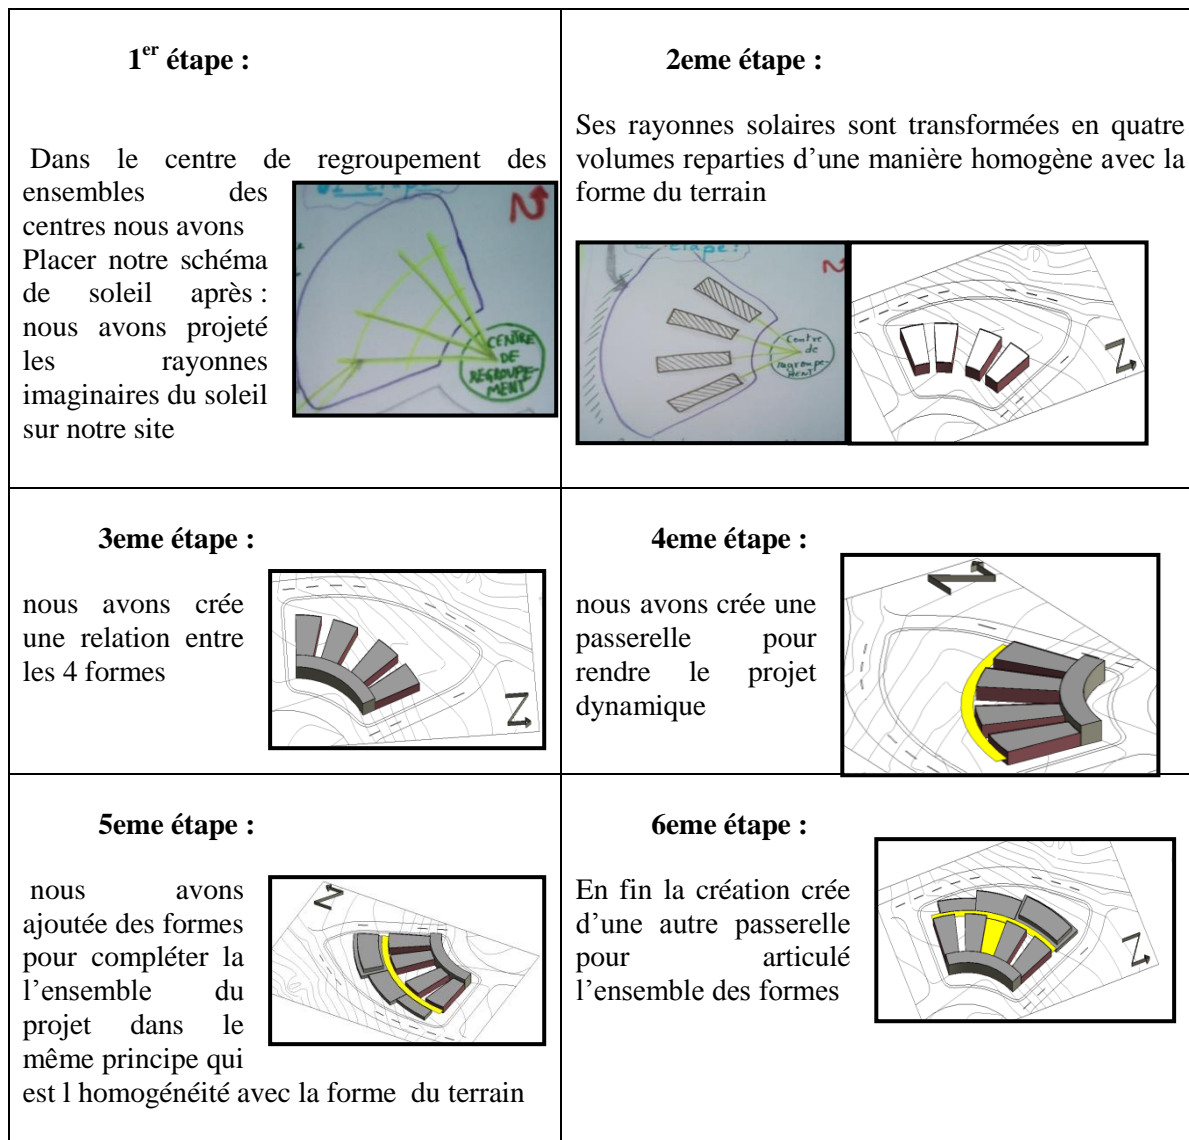 1er étape :
Dans le centre de regroupement des
ensembles des
centres nous avons
Placer notre schéma
de soleil après :
nous avons projeté
les rayonnes
imaginaires du soleil
sur notre site
CENTRE
DE
REGROUPE-
MENT
2eme étape :
Ses rayonnes solaires sont transformées en quatre
volumes reparties d’une manière homogène avec la
forme du terrain
Centre
de
regroupe-
MENT
3eme étape :
nous avons crée
une relation entre
les 4 formes
4eme étape :
nous avons crée une
passerelle pour
rendre le projet
dynamique
5eme étape :
nous avons
ajoutée des formes
pour compléter la
l’ensemble du
projet dans le
même principe qui
est l homogénéité avec la forme du terrain
6eme étape :
En fin la création crée
d’une autre passerelle
pour articulé
l’ensemble des formes